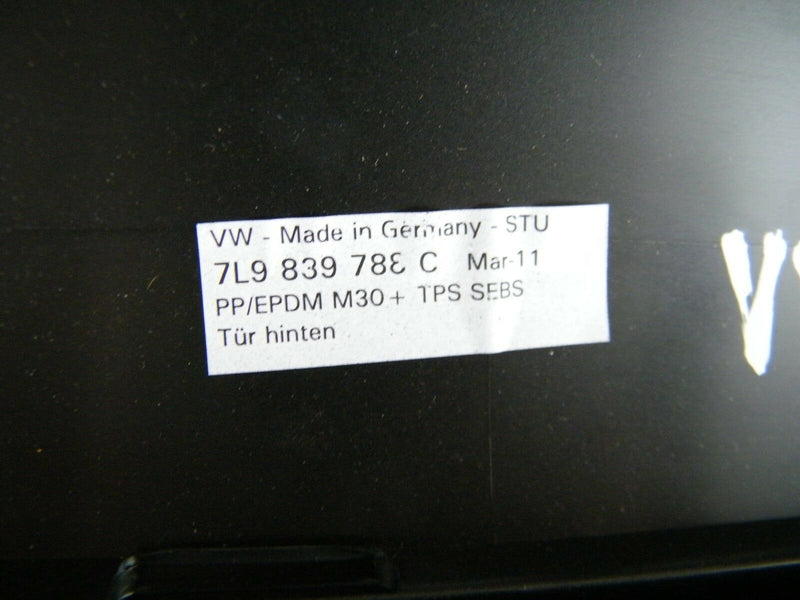 VW - Made in Germany - STU
7L9 839 788 C Mar-11
PP/EPDM M30+ TPS SEBS
Tür hinten
V